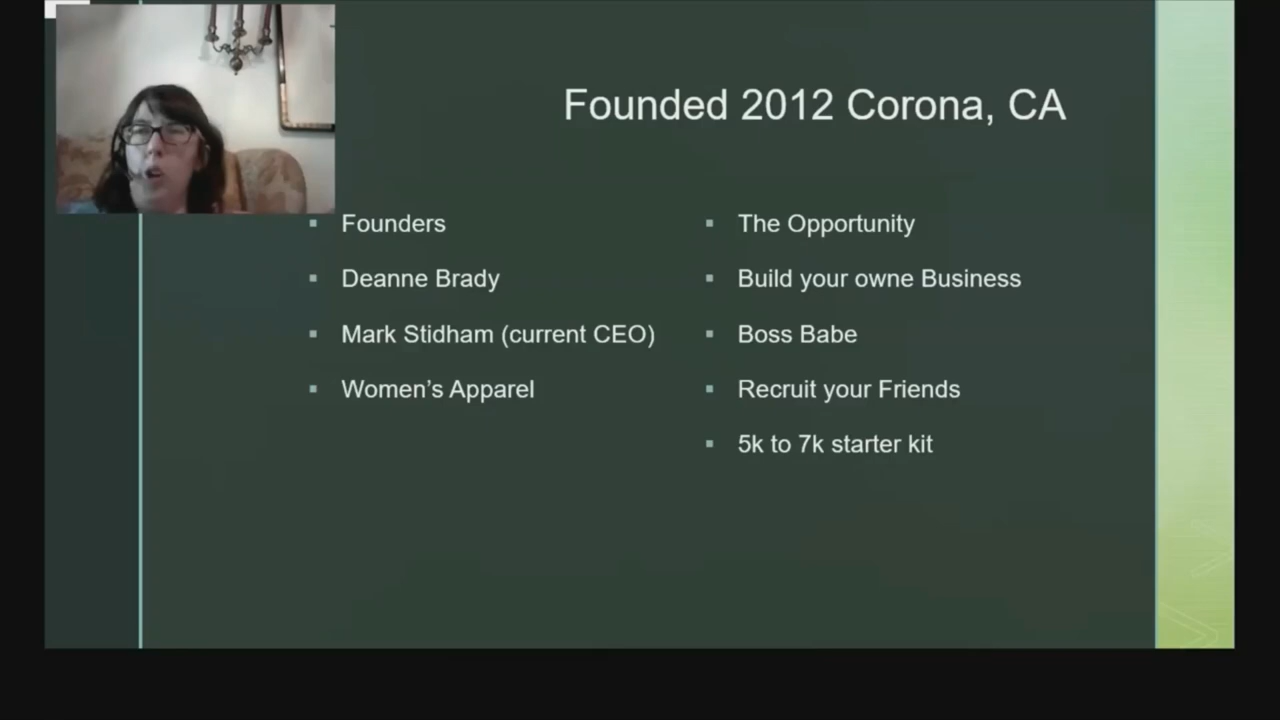 Founded 2012 Corona, CA
Founders
Deanne Brady
Mark Stidham (current CEO)
Women's Apparel
The Opportunity
Build your owne Business
Boss Babe
Recruit your Friends
5k to 7k starter kit